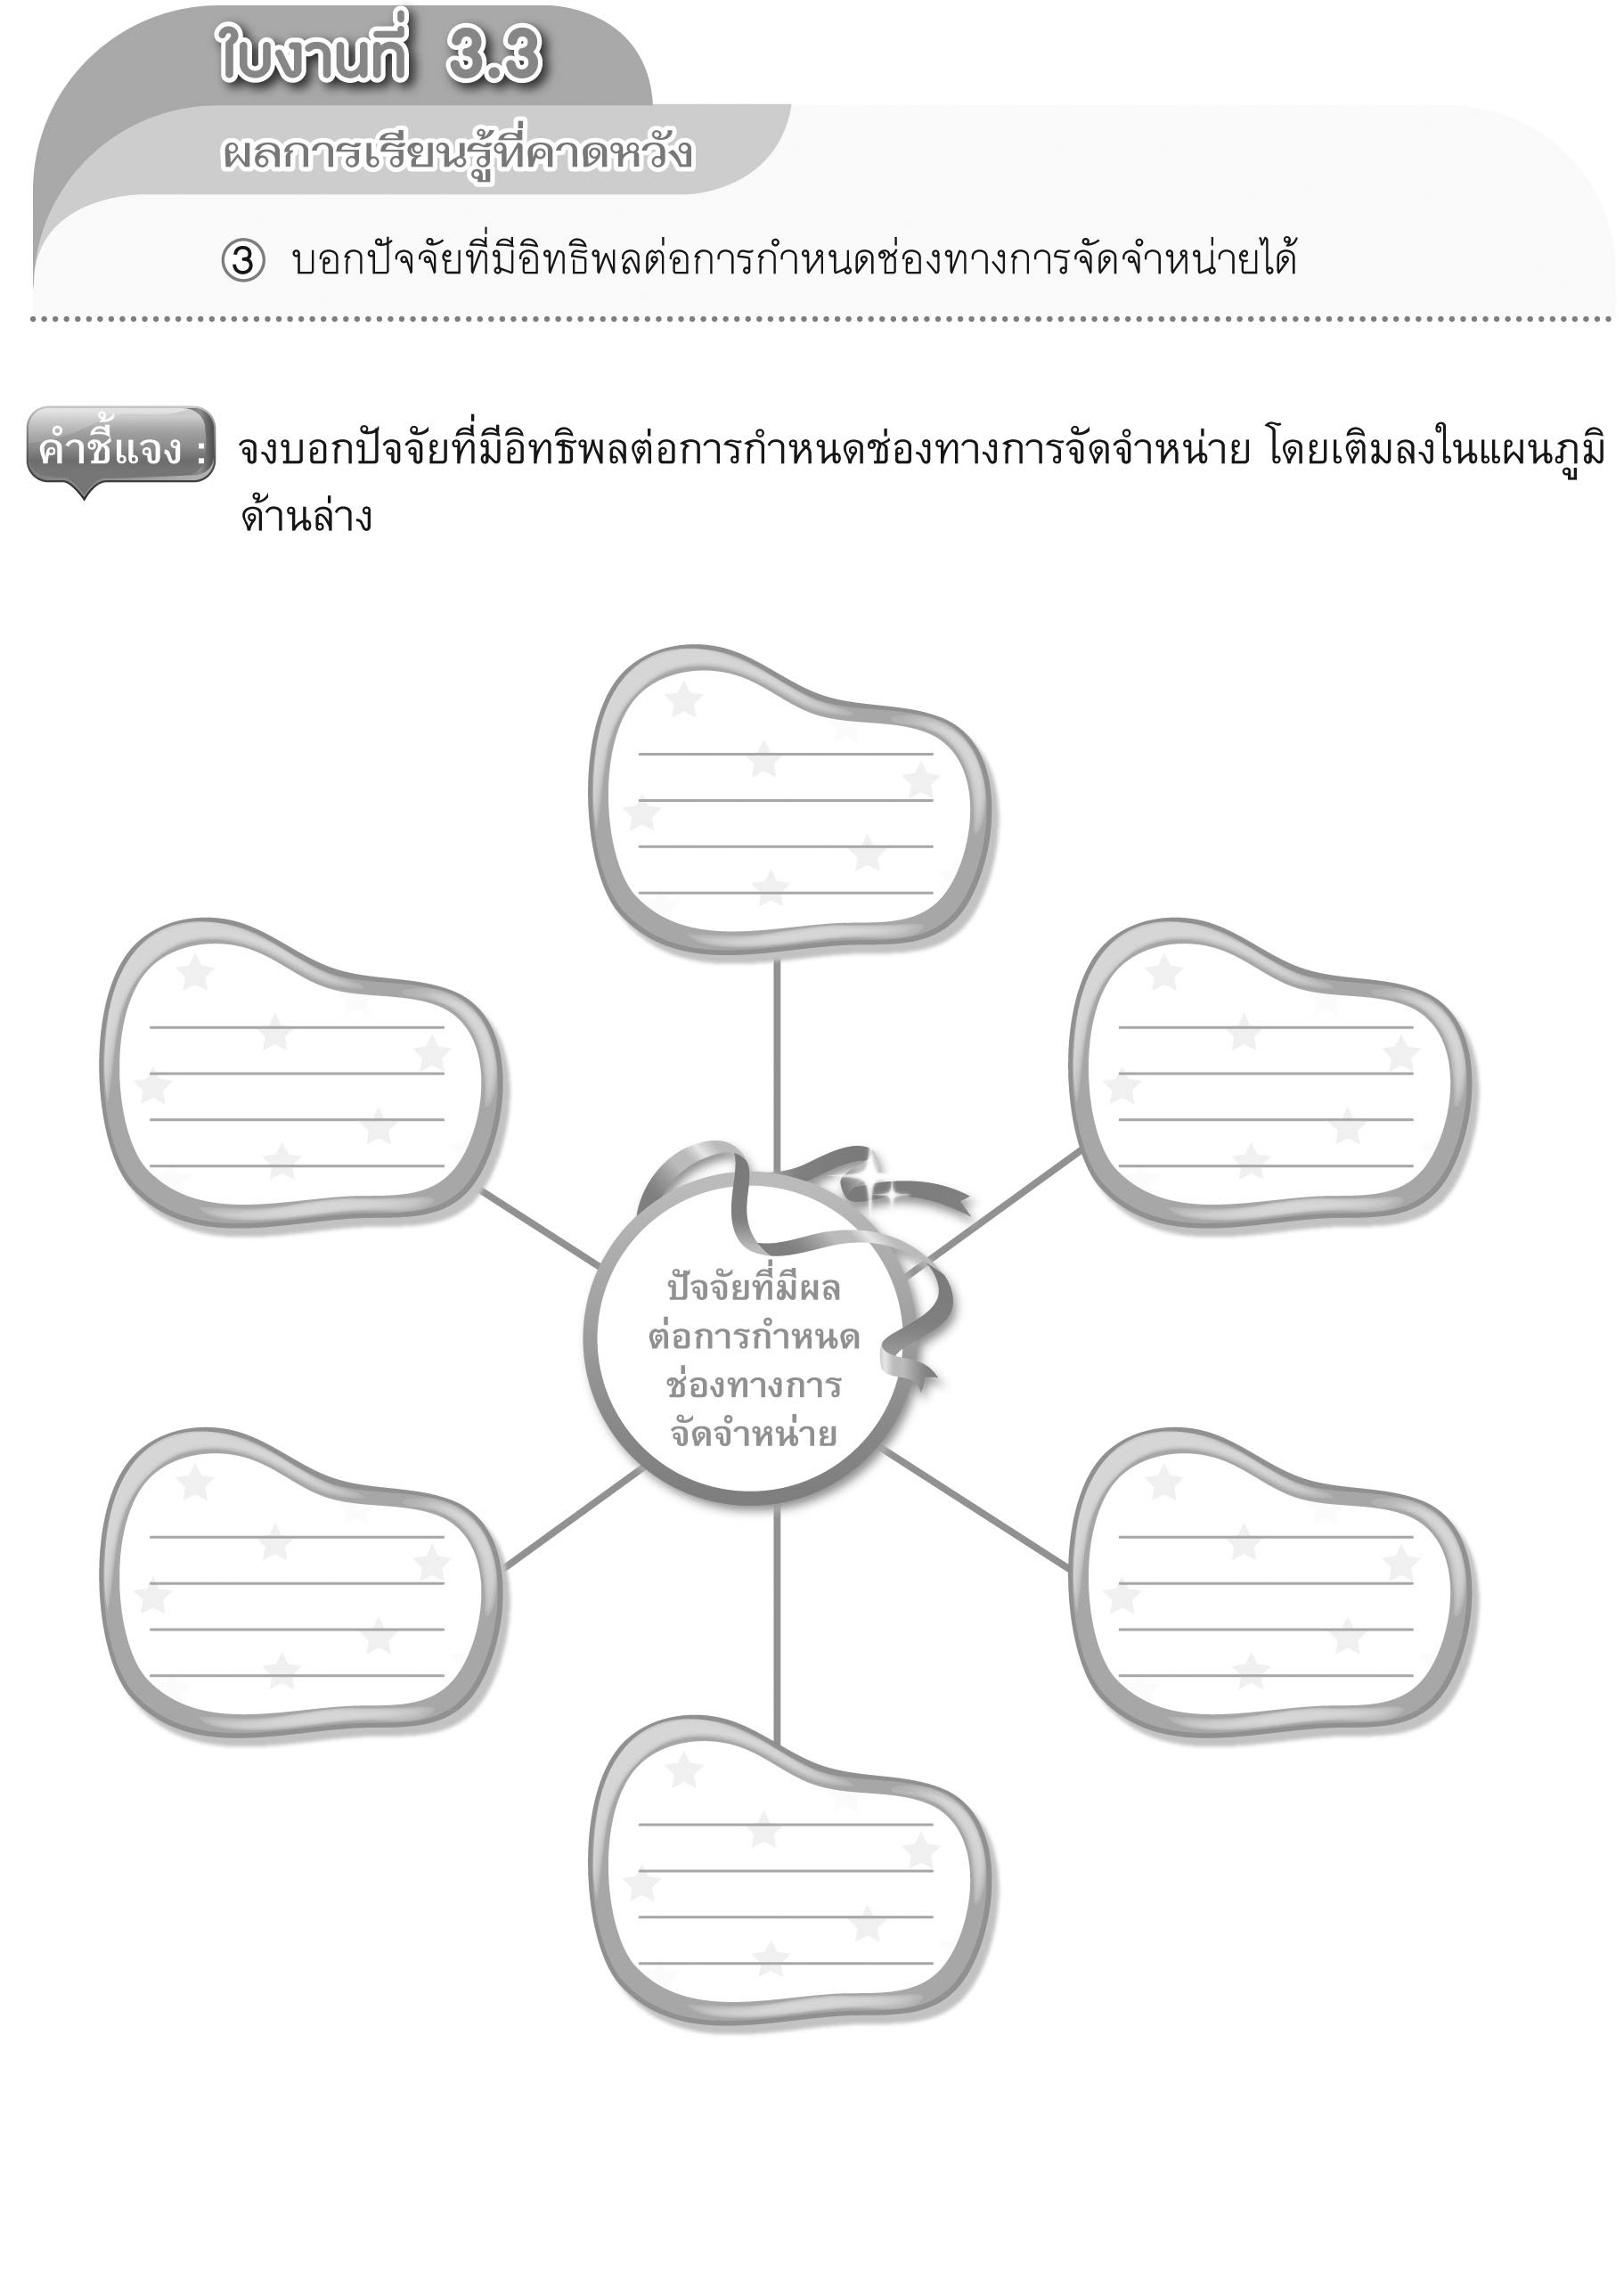 ใบงานที่ 3.3
ผลการเรียนรู้ที่คาดหวัง
③ บอกปัจจัยที่มีอิทธิพลต่อการกำหนดช่องทางการจัดจำหน่ายได้
คำชี้แจง : จงบอกปัจจัยที่มีอิทธิพลต่อการกำหนดช่องทางการจัดจำหน่าย โดยเติมลงในแผนภูมิ
ด้านล่าง
ปัจจัยที่มีผล
ต่อการกำหนด
ช่องทางการ
จัดจำหน่าย